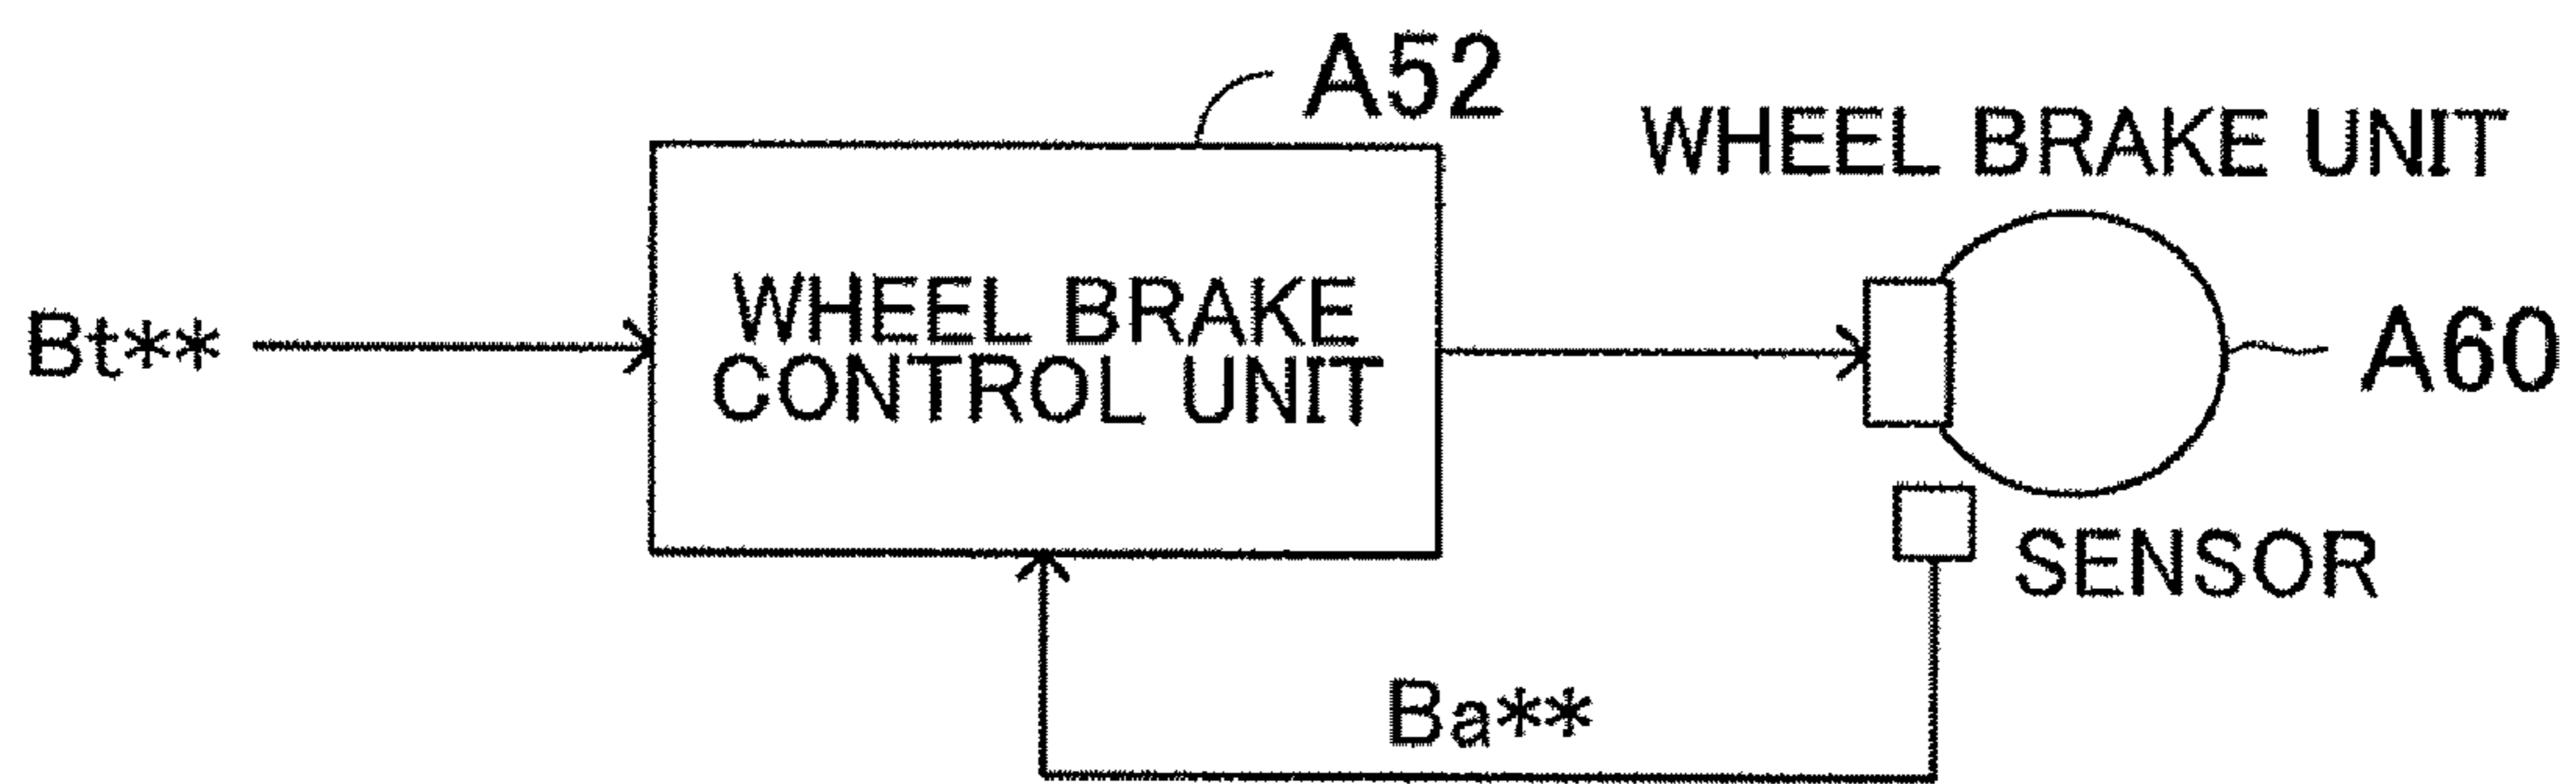 A52
WHEEL BRAKE UNIT
Bt**
WHEEL BRAKE
CONTROL UNIT
A60
SENSOR
Ba**